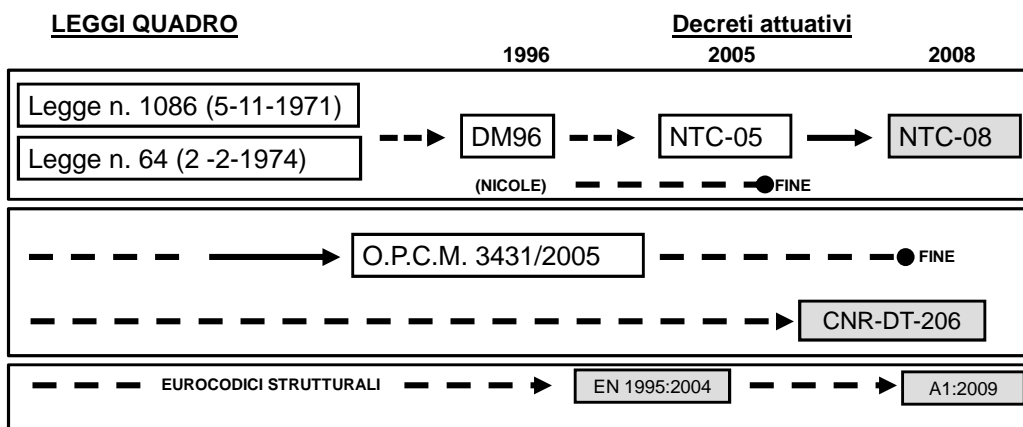 LEGGI QUADRO
Decreti attuativi
1996 2005 2008
Legge n. 1086 (5-11-1971)
Legge n. 64 (2 -2-1974)
DM96 NTC-05 NTC-08
(NICOLE) FINE
O.P.C.M. 3431/2005 FINE
CNR-DT-206
EUROCODICI STRUTTURALI EN 1995:2004 A1:2009